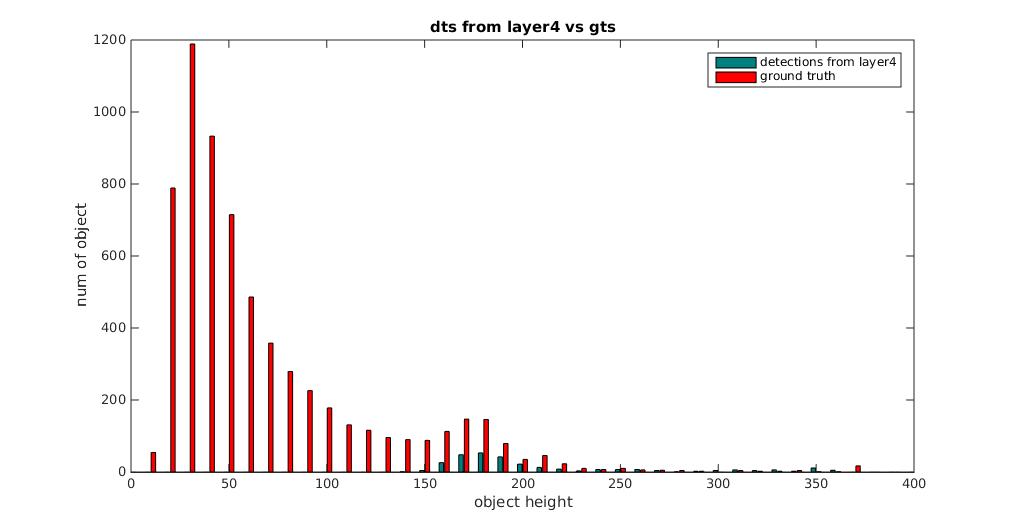 dts from layer4 vs gts
detections from layer4
ground truth
1200
1000
800
600
400
200
0
num of object
0 50 100 150 200 250 300 350 400
object height